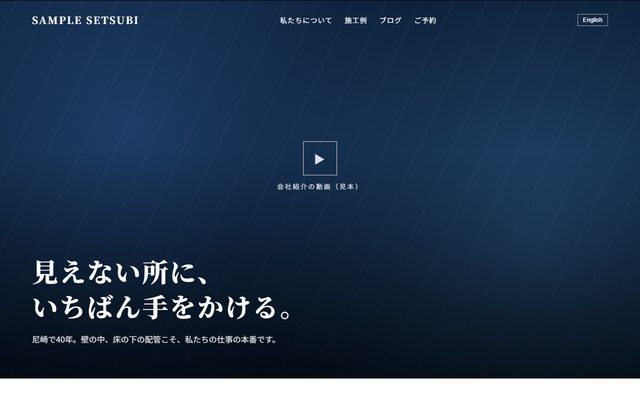 SAMPLE SETSUBI
私たちについて 施工例 ブログ ご予約
English
会社紹介の動画（見本）
見えない所に、
いちばん手をかける。
尼崎で40年。壁の中、床の下の配管こそ、私たちの仕事の本番です。